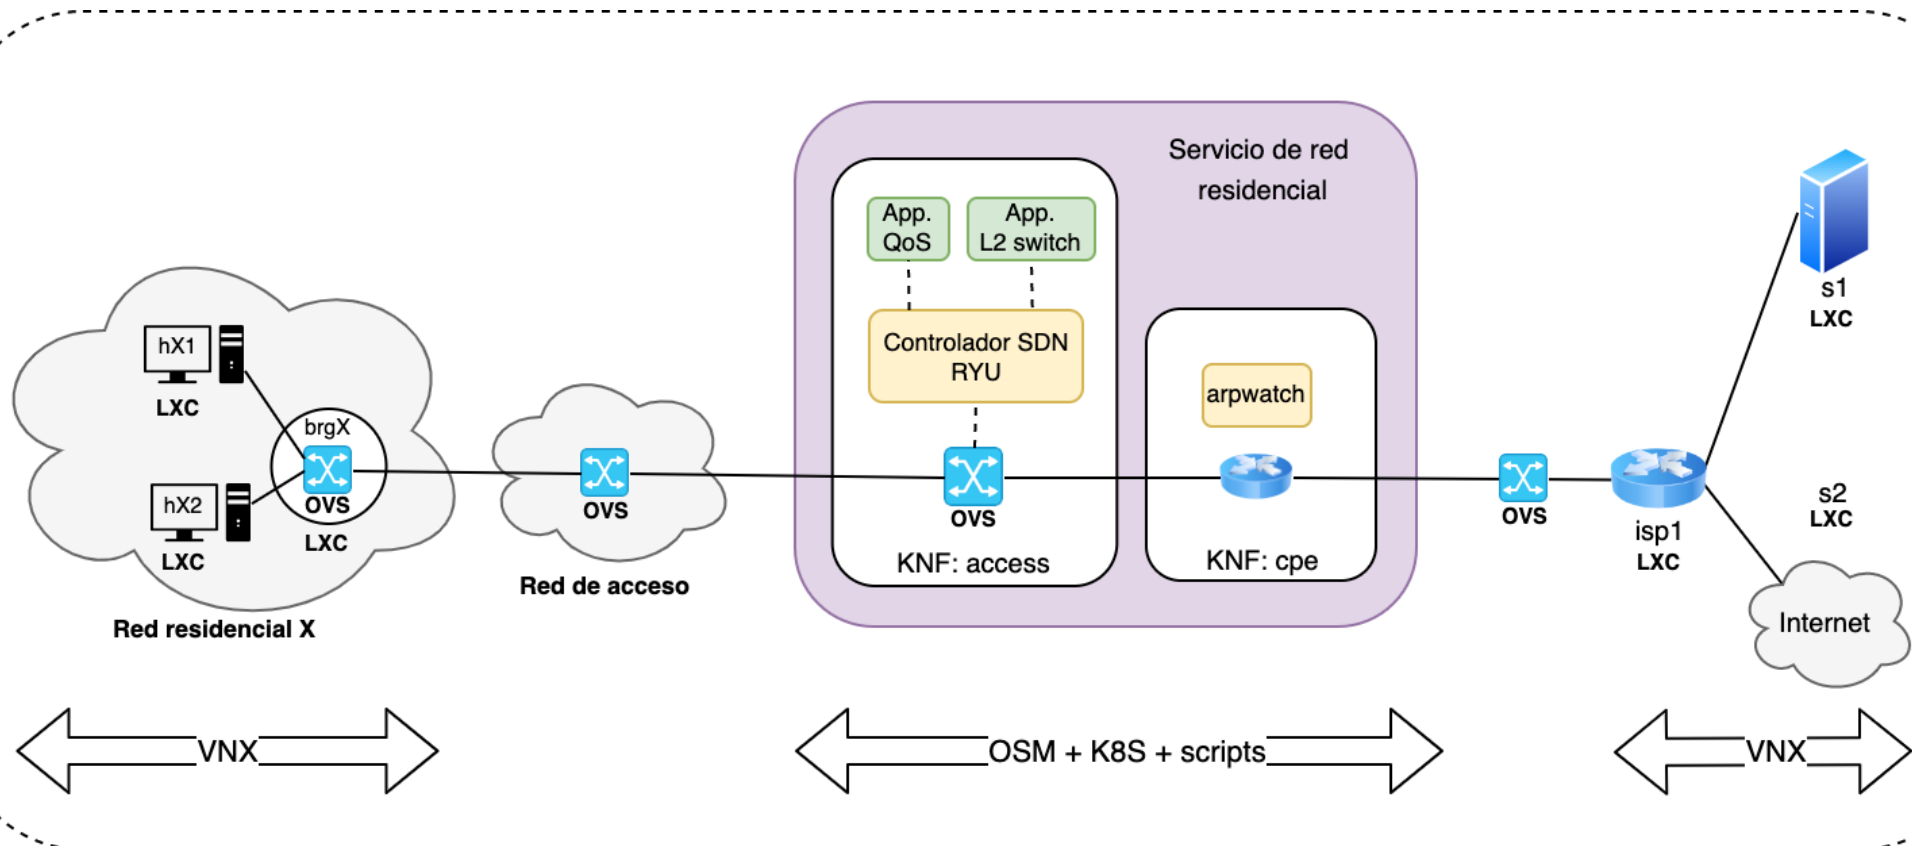 Servicio de red
residencial
App.
QoS
App.
L2 switch
Controlador SDN
RYU
arpwatch
OVS
KNF: access
KNF: cpe
hX1
LXC
hX2
LXC
brgX
OVS
LXC
Red residencial X
OVS
Red de acceso
OVS
isp1
LXC
s1
LXC
s2
LXC
Internet
VNX
OSM + K8S + scripts
VNX